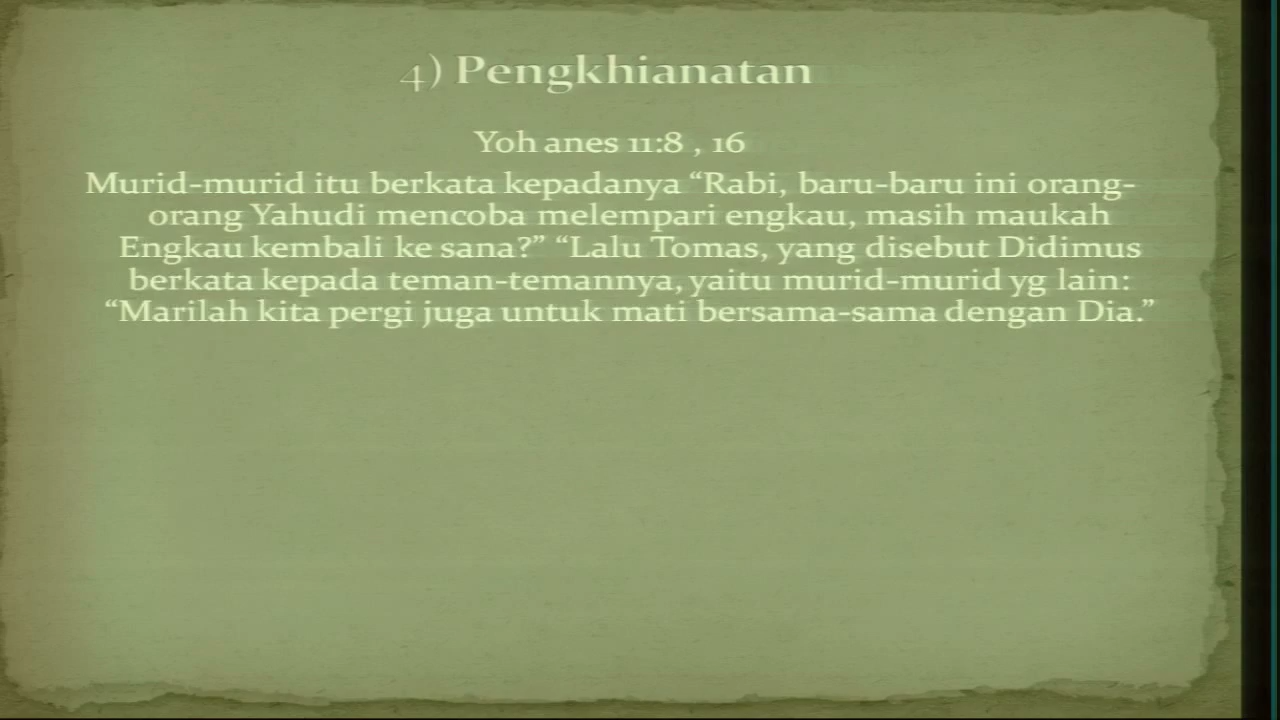 4) Pengkhianatan
Yoh anes 11:8 , 16
Murid-murid itu berkata kepadanya “Rabi, baru-baru ini orang-
orang Yahudi mencoba melempari engkau, masih maukah
Engkau kembali ke sana?” “Lalu Tomas, yang disebut Didimus
berkata kepada teman-temannya, yaitu murid-murid yg lain:
“Marilah kita pergi juga untuk mati bersama-sama dengan Dia.”